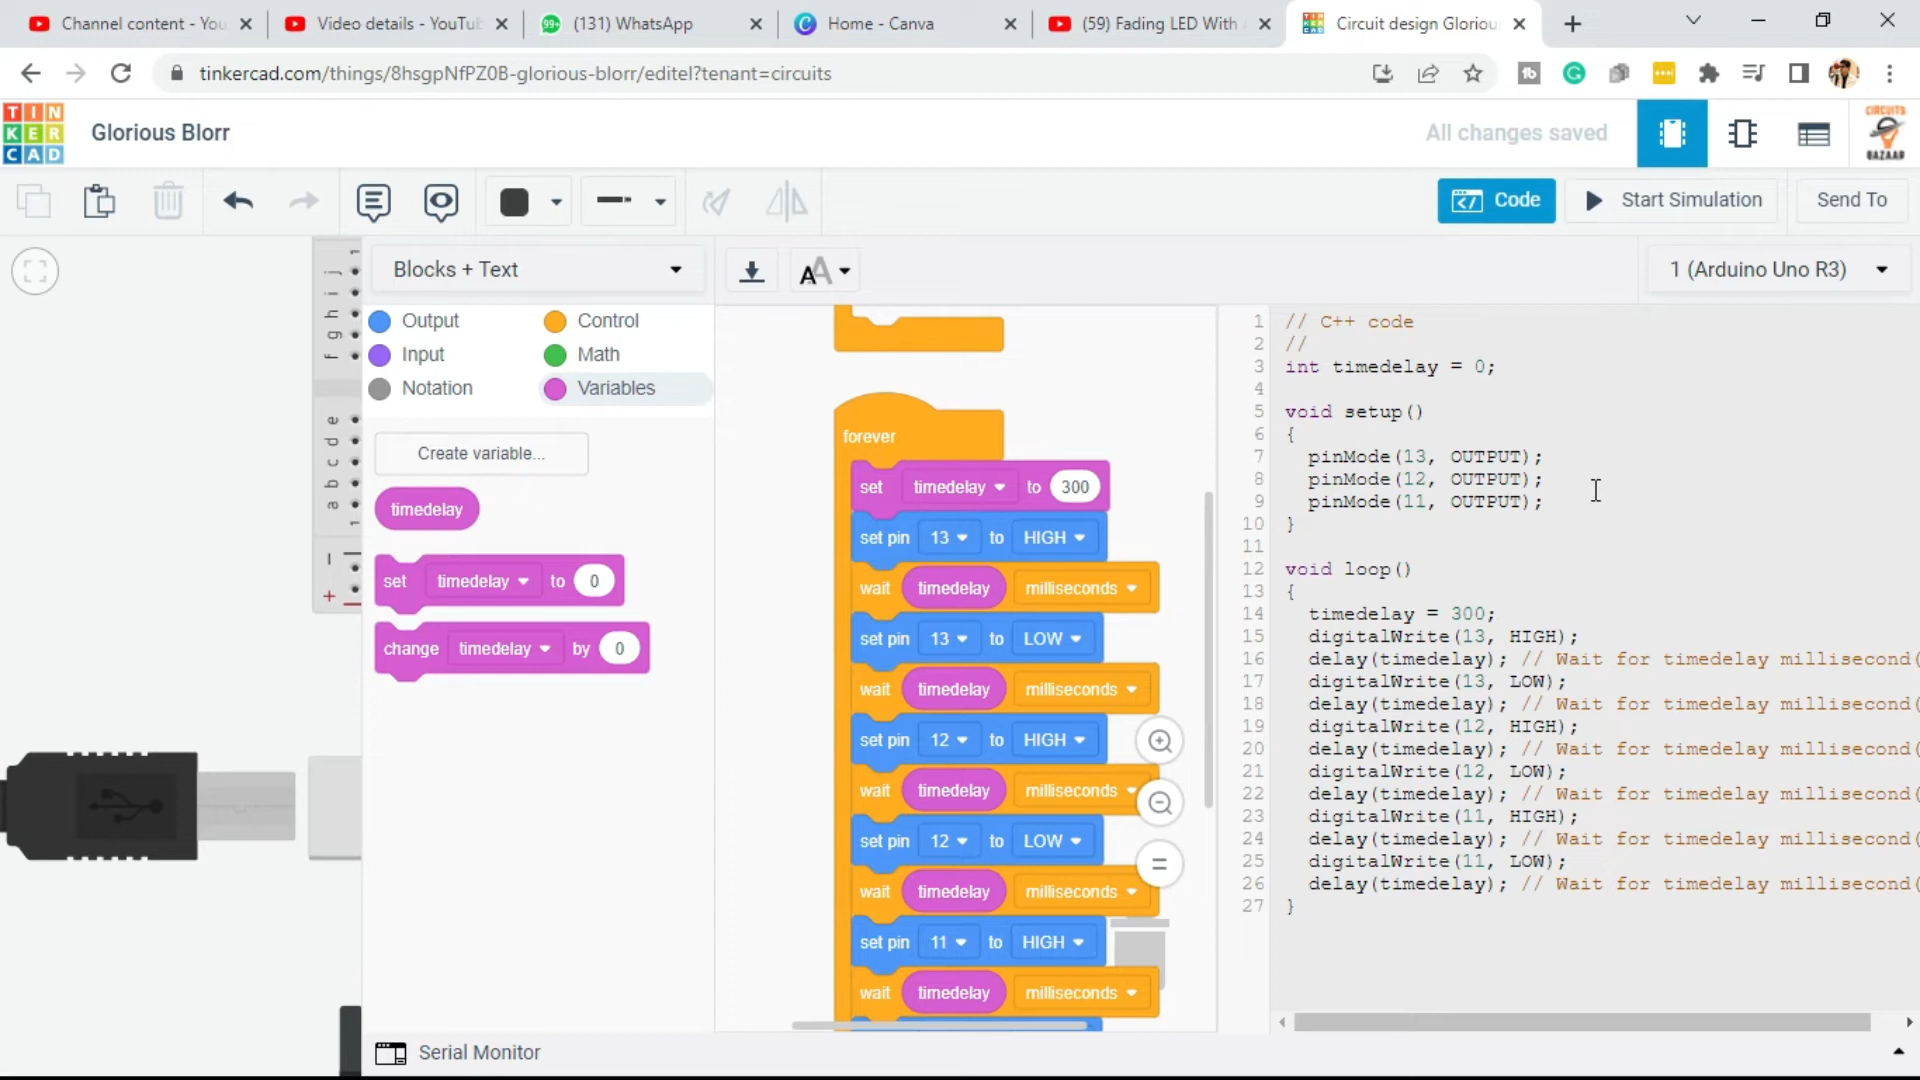 Channel content - You
Video details - YouTub
(131) WhatsApp
Home - Canva
(59) Fading LED With
Circuit design Gloriou
tinkercad.com/things/8hsgpNfPZ0B-glorious-blorr/editel?tenant=circuits
TIN
KER
CAD
Glorious Blorr
All changes saved
CIRCUITS
BAZAAR
Code
Start Simulation
Send To
Blocks + Text
1 (Arduino Uno R3)
Output
Control
Input
Math
Notation
Variables
Create variable...
timedelay
set timedelay to 0
change timedelay by 0
forever
set timedelay to 300
set pin 13 to HIGH
wait timedelay milliseconds
set pin 13 to LOW
wait timedelay milliseconds
set pin 12 to HIGH
wait timedelay milliseconds
set pin 12 to LOW
wait timedelay milliseconds
set pin 11 to HIGH
wait timedelay milliseconds
1 // C++ code
2 //
3 int timedelay = 0;
4
5 void setup()
6 {
7 pinMode(13, OUTPUT);
8 pinMode(12, OUTPUT);
9 pinMode(11, OUTPUT);
10 }
11
12 void loop()
13 {
14 timedelay = 300;
15 digitalWrite(13, HIGH);
16 delay(timedelay); // Wait for timedelay millisecond(
17 digitalWrite(13, LOW);
18 delay(timedelay); // Wait for timedelay millisecond(
19 digitalWrite(12, HIGH);
20 delay(timedelay); // Wait for timedelay millisecond(
21 digitalWrite(12, LOW);
22 delay(timedelay); // Wait for timedelay millisecond(
23 digitalWrite(11, HIGH);
24 delay(timedelay); // Wait for timedelay millisecond(
25 digitalWrite(11, LOW);
26 delay(timedelay); // Wait for timedelay millisecond(
27 }
Serial Monitor